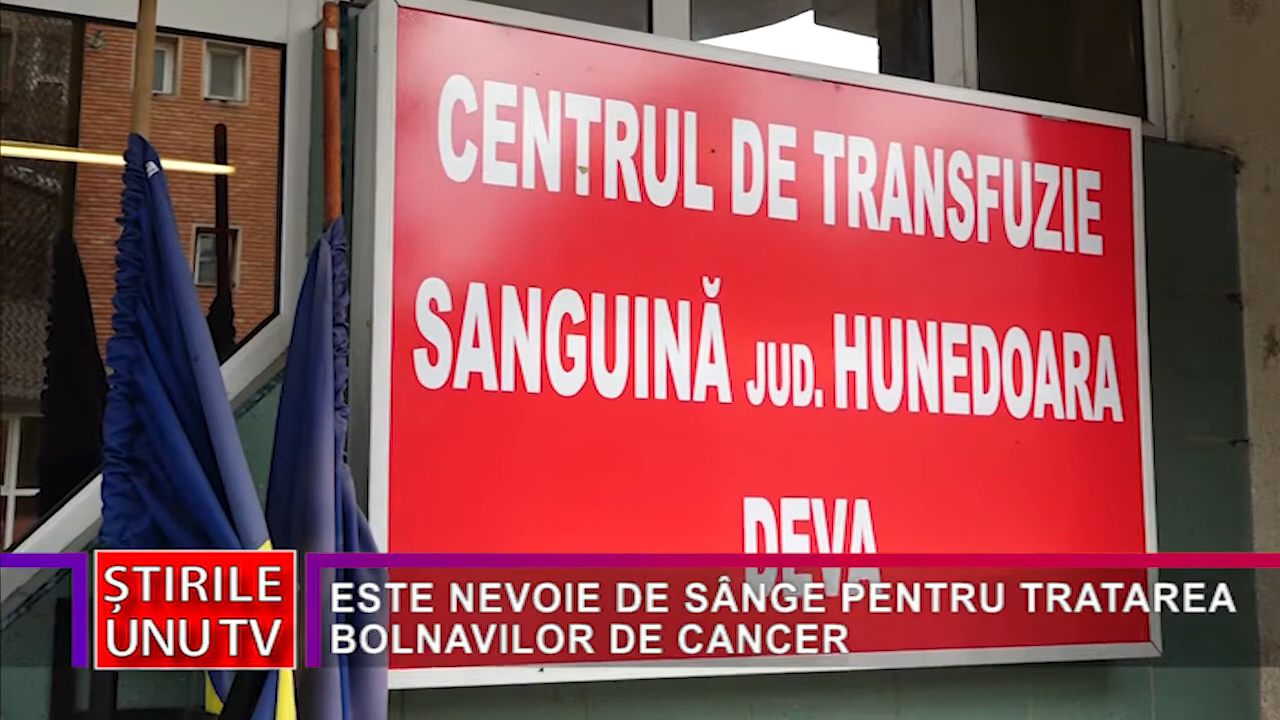 CENTRUL DE TRANSFUZIE
SANGUINĂ JUD. HUNEDOARA
DEVA
ȘTIRILE
UNU TV
ESTE NEVOIE DE SÂNGE PENTRU TRATAREA
BOLNAVILOR DE CANCER